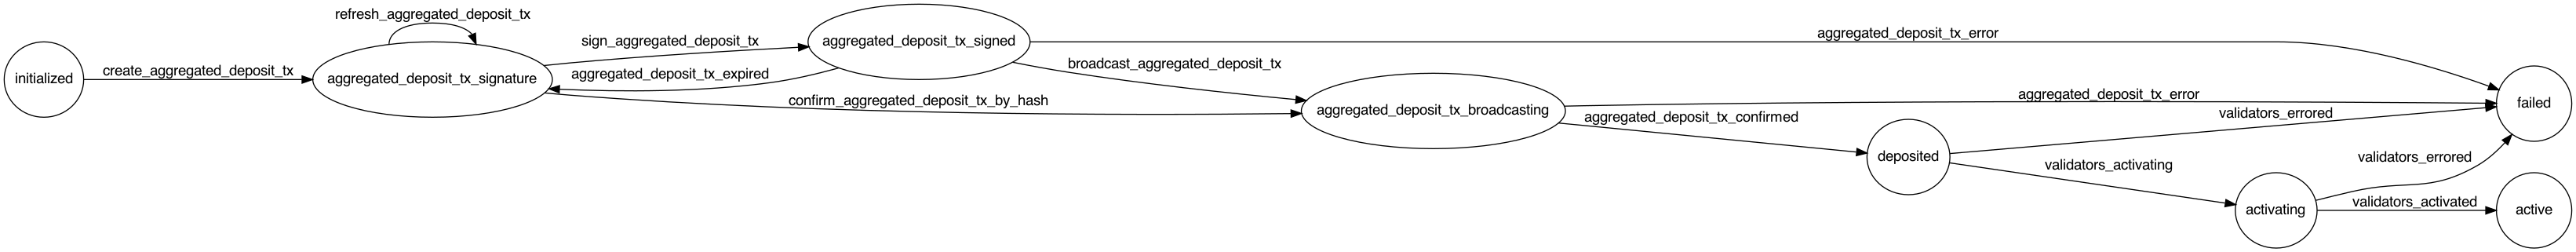 refresh_aggregated_deposit_tx
initialized
create_aggregated_deposit_tx
aggregated_deposit_tx_signature
sign_aggregated_deposit_tx
aggregated_deposit_tx_expired
confirm_aggregated_deposit_tx_by_hash
aggregated_deposit_tx_signed
aggregated_deposit_tx_error
broadcast_aggregated_deposit_tx
aggregated_deposit_tx_broadcasting
aggregated_deposit_tx_error
aggregated_deposit_tx_confirmed
deposited
validators_errored
validators_activating
activating
validators_errored
validators_activated
failed
active